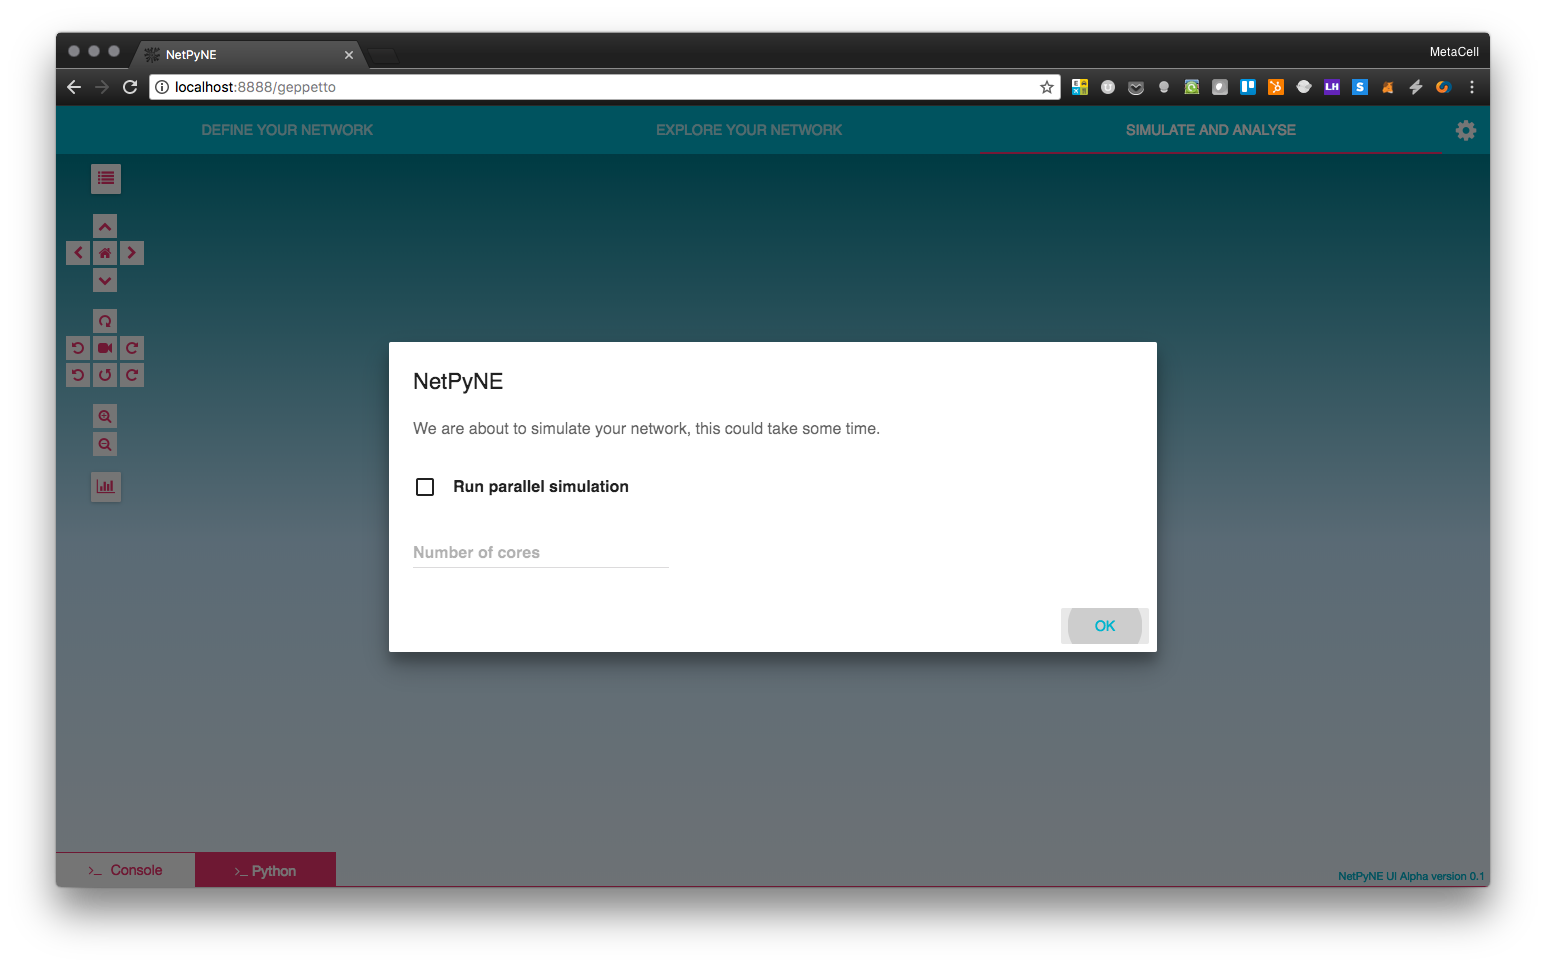 NetPyNE
MetaCell
localhost:8888/geppetto
LH
S
DEFINE YOUR NETWORK
EXPLORE YOUR NETWORK
SIMULATE AND ANALYSE
NetPyNE
We are about to simulate your network, this could take some time.
Run parallel simulation
Number of cores
OK
>_ Console
>_ Python
NetPyNE UI Alpha version 0.1